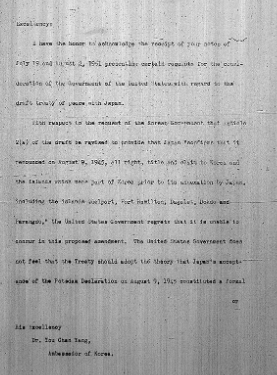 Excellency:
I have the honor to acknowledge the receipt of your notes of
July 19 and August 2, 1951 presenting certain requests for the consi-
deration of the Government of the United States with regard to the
draft treaty of peace with Japan.
With respect to the request of the Korean Government that Article
2(a) of the draft be revised to provide that Japan "confirms that it
renounced on August 9, 1945, all right, title and claim to Korea and
the islands which were part of Korea prior to its annexation by Japan,
including the islands Quelpart, Port Hamilton, Dagelet, Dokdo and
Parangdo," the United States Government regrets that it is unable to
concur in this proposed amendment. The United States Government does
not feel that the Treaty should adopt the theory that Japan's accept-
ance of the Potsdam Declaration on August 9, 1945 constituted a formal
or
His Excellency
Dr. You Chan Yang,
Ambassador of Korea.